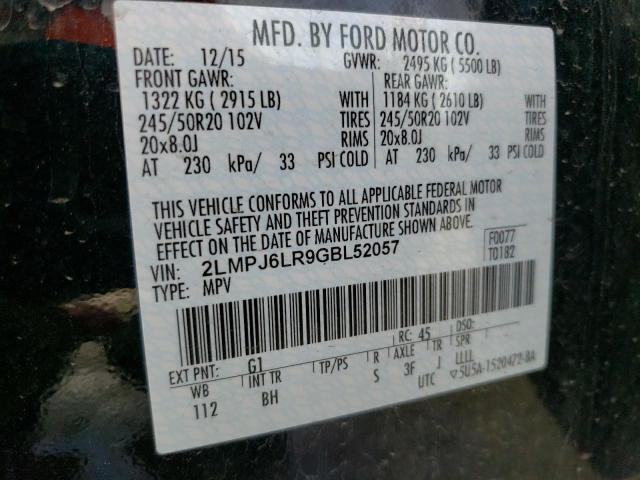 MFD. BY FORD MOTOR CO.
DATE: 12/15 GVWR: 2495 KG ( 5500 LB)
FRONT GAWR: REAR GAWR:
1322 KG ( 2915 LB) WITH 1184 KG ( 2610 LB) WITH
245/50R20 102V TIRES 245/50R20 102V TIRES
20x8.0J RIMS 20x8.0J RIMS
AT 230 kPa/ 33 PSI COLD AT 230 kPa/ 33 PSI COLD
THIS VEHICLE CONFORMS TO ALL APPLICABLE FEDERAL MOTOR
VEHICLE SAFETY AND THEFT PREVENTION STANDARDS IN
EFFECT ON THE DATE OF MANUFACTURE SHOWN ABOVE.
VIN: 2LMPJ6LR9GBL52057 F0077
TYPE: MPV T0182
EXT PNT: G1 RC: 45 DSO:
WB INT TR TP/PS R AXLE TR SPR
112 BH S 3F J LLLL
UTC 5U5A-1520472-BA